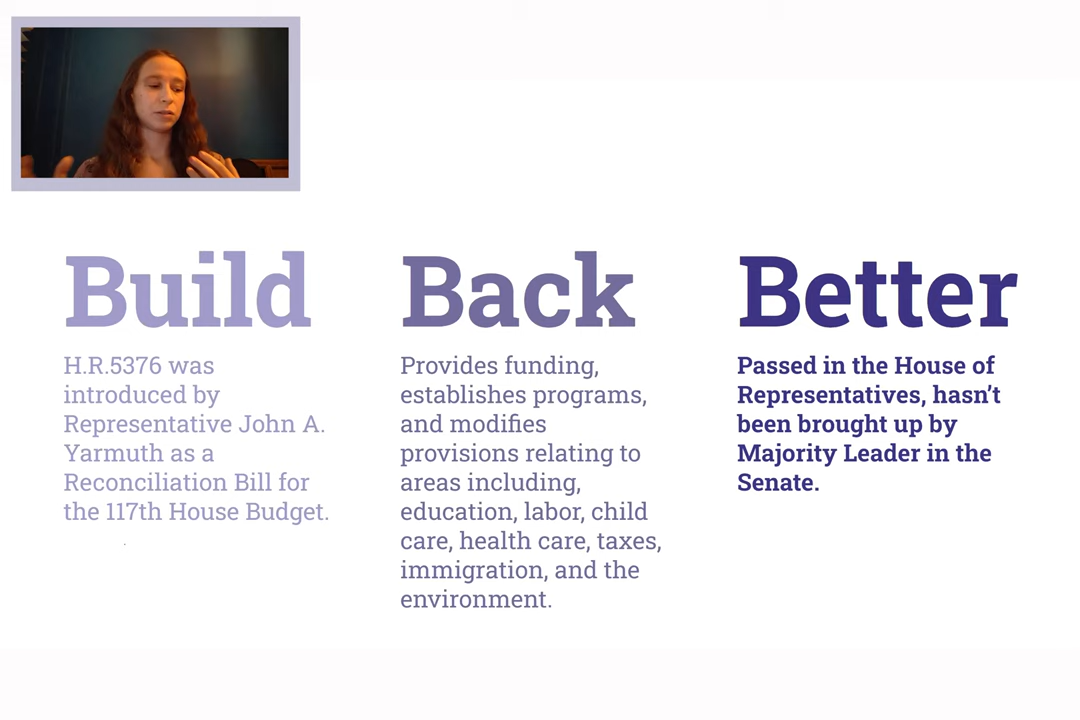 Build
H.R.5376 was
introduced by
Representative John A.
Yarmuth as a
Reconciliation Bill for
the 117th House Budget.
Back
Provides funding,
establishes programs,
and modifies
provisions relating to
areas including,
education, labor, child
care, health care, taxes,
immigration, and the
environment.
Better
Passed in the House of
Representatives, hasn’t
been brought up by
Majority Leader in the
Senate.